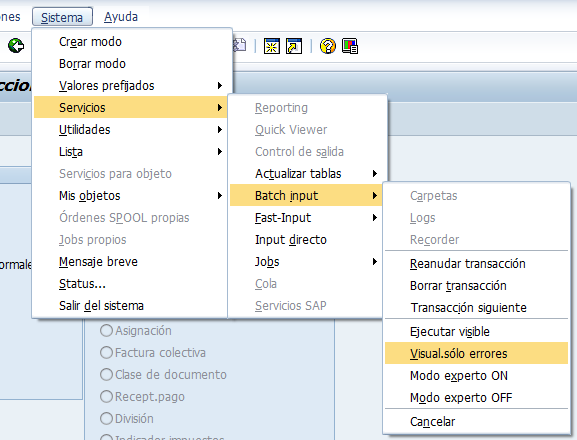 nes Sistema Ayuda
Crear modo
Borrar modo
ccion
Valores prefijados
Servicios
Reporting
Utilidades
Quick Viewer
Lista
Control de salida
Servicios para objeto
Actualizar tablas
Mis objetos
Batch input
Carpetas
Órdenes SPOOL propias
Fast-Input
Logs
Jobs propios
Input directo
Recorder
ormale
Mensaje breve
Jobs
Reanudar transacción
Status...
Cola
Borrar transacción
Salir del sistema
Servicios SAP
Transacción siguiente
Asignación
Ejecutar visible
Factura colectiva
Visual.sólo errores
Clase de documento
Modo experto ON
Recept.pago
Modo experto OFF
División
Cancelar
Indicador impuestos